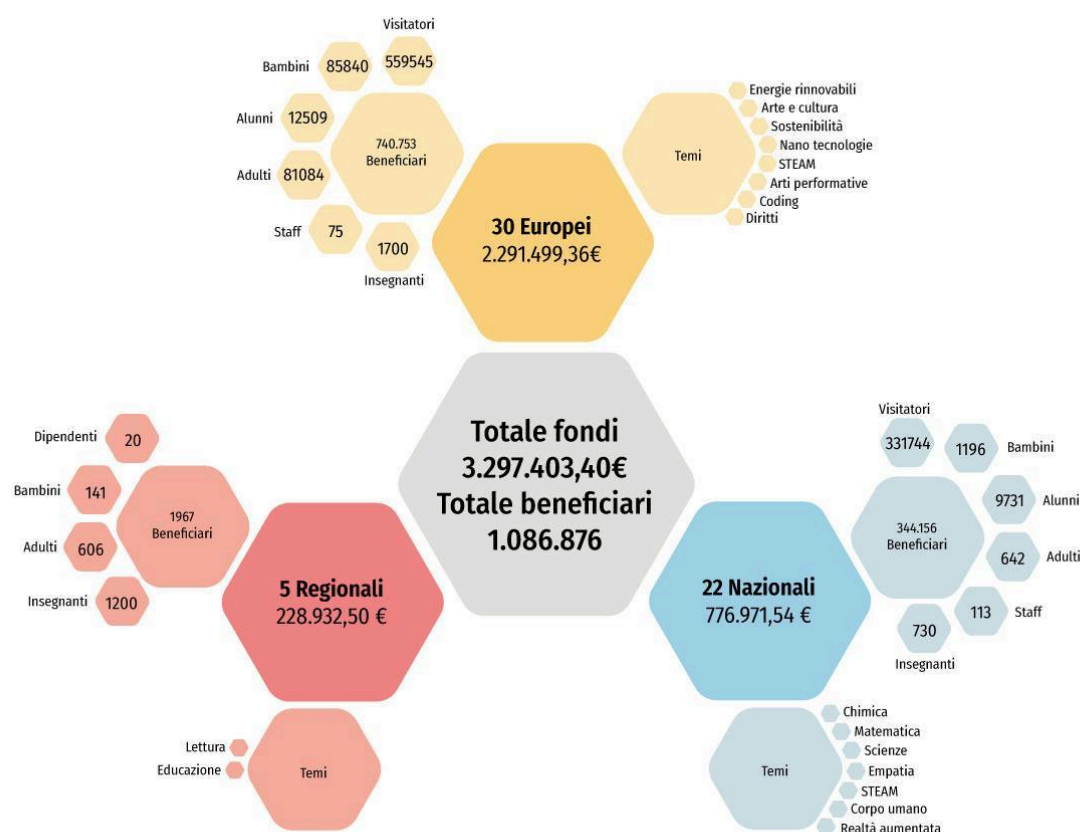 Visitatori
559545
Bambini
85840
Alunni
12509
Adulti
81084
Staff
75
1700
Insegnanti
740.753
Beneficiari
30 Europei
2.291.499,36€
Temi
Energie rinnovabili
Arte e cultura
Sostenibilità
Nano tecnologie
STEAM
Arti performative
Coding
Diritti
Totale fondi
3.297.403,40€
Totale beneficiari
1.086.876
Dipendenti
20
Bambini
141
Adulti
606
Insegnanti
1200
1967
Beneficiari
5 Regionali
228.932,50 €
Lettura
Educazione
Temi
Visitatori
331744
1196
Bambini
9731
Alunni
642
Adulti
113
Staff
730
Insegnanti
344.156
Beneficiari
22 Nazionali
776.971,54 €
Temi
Chimica
Matematica
Scienze
Empatia
STEAM
Corpo umano
Realtà aumentata